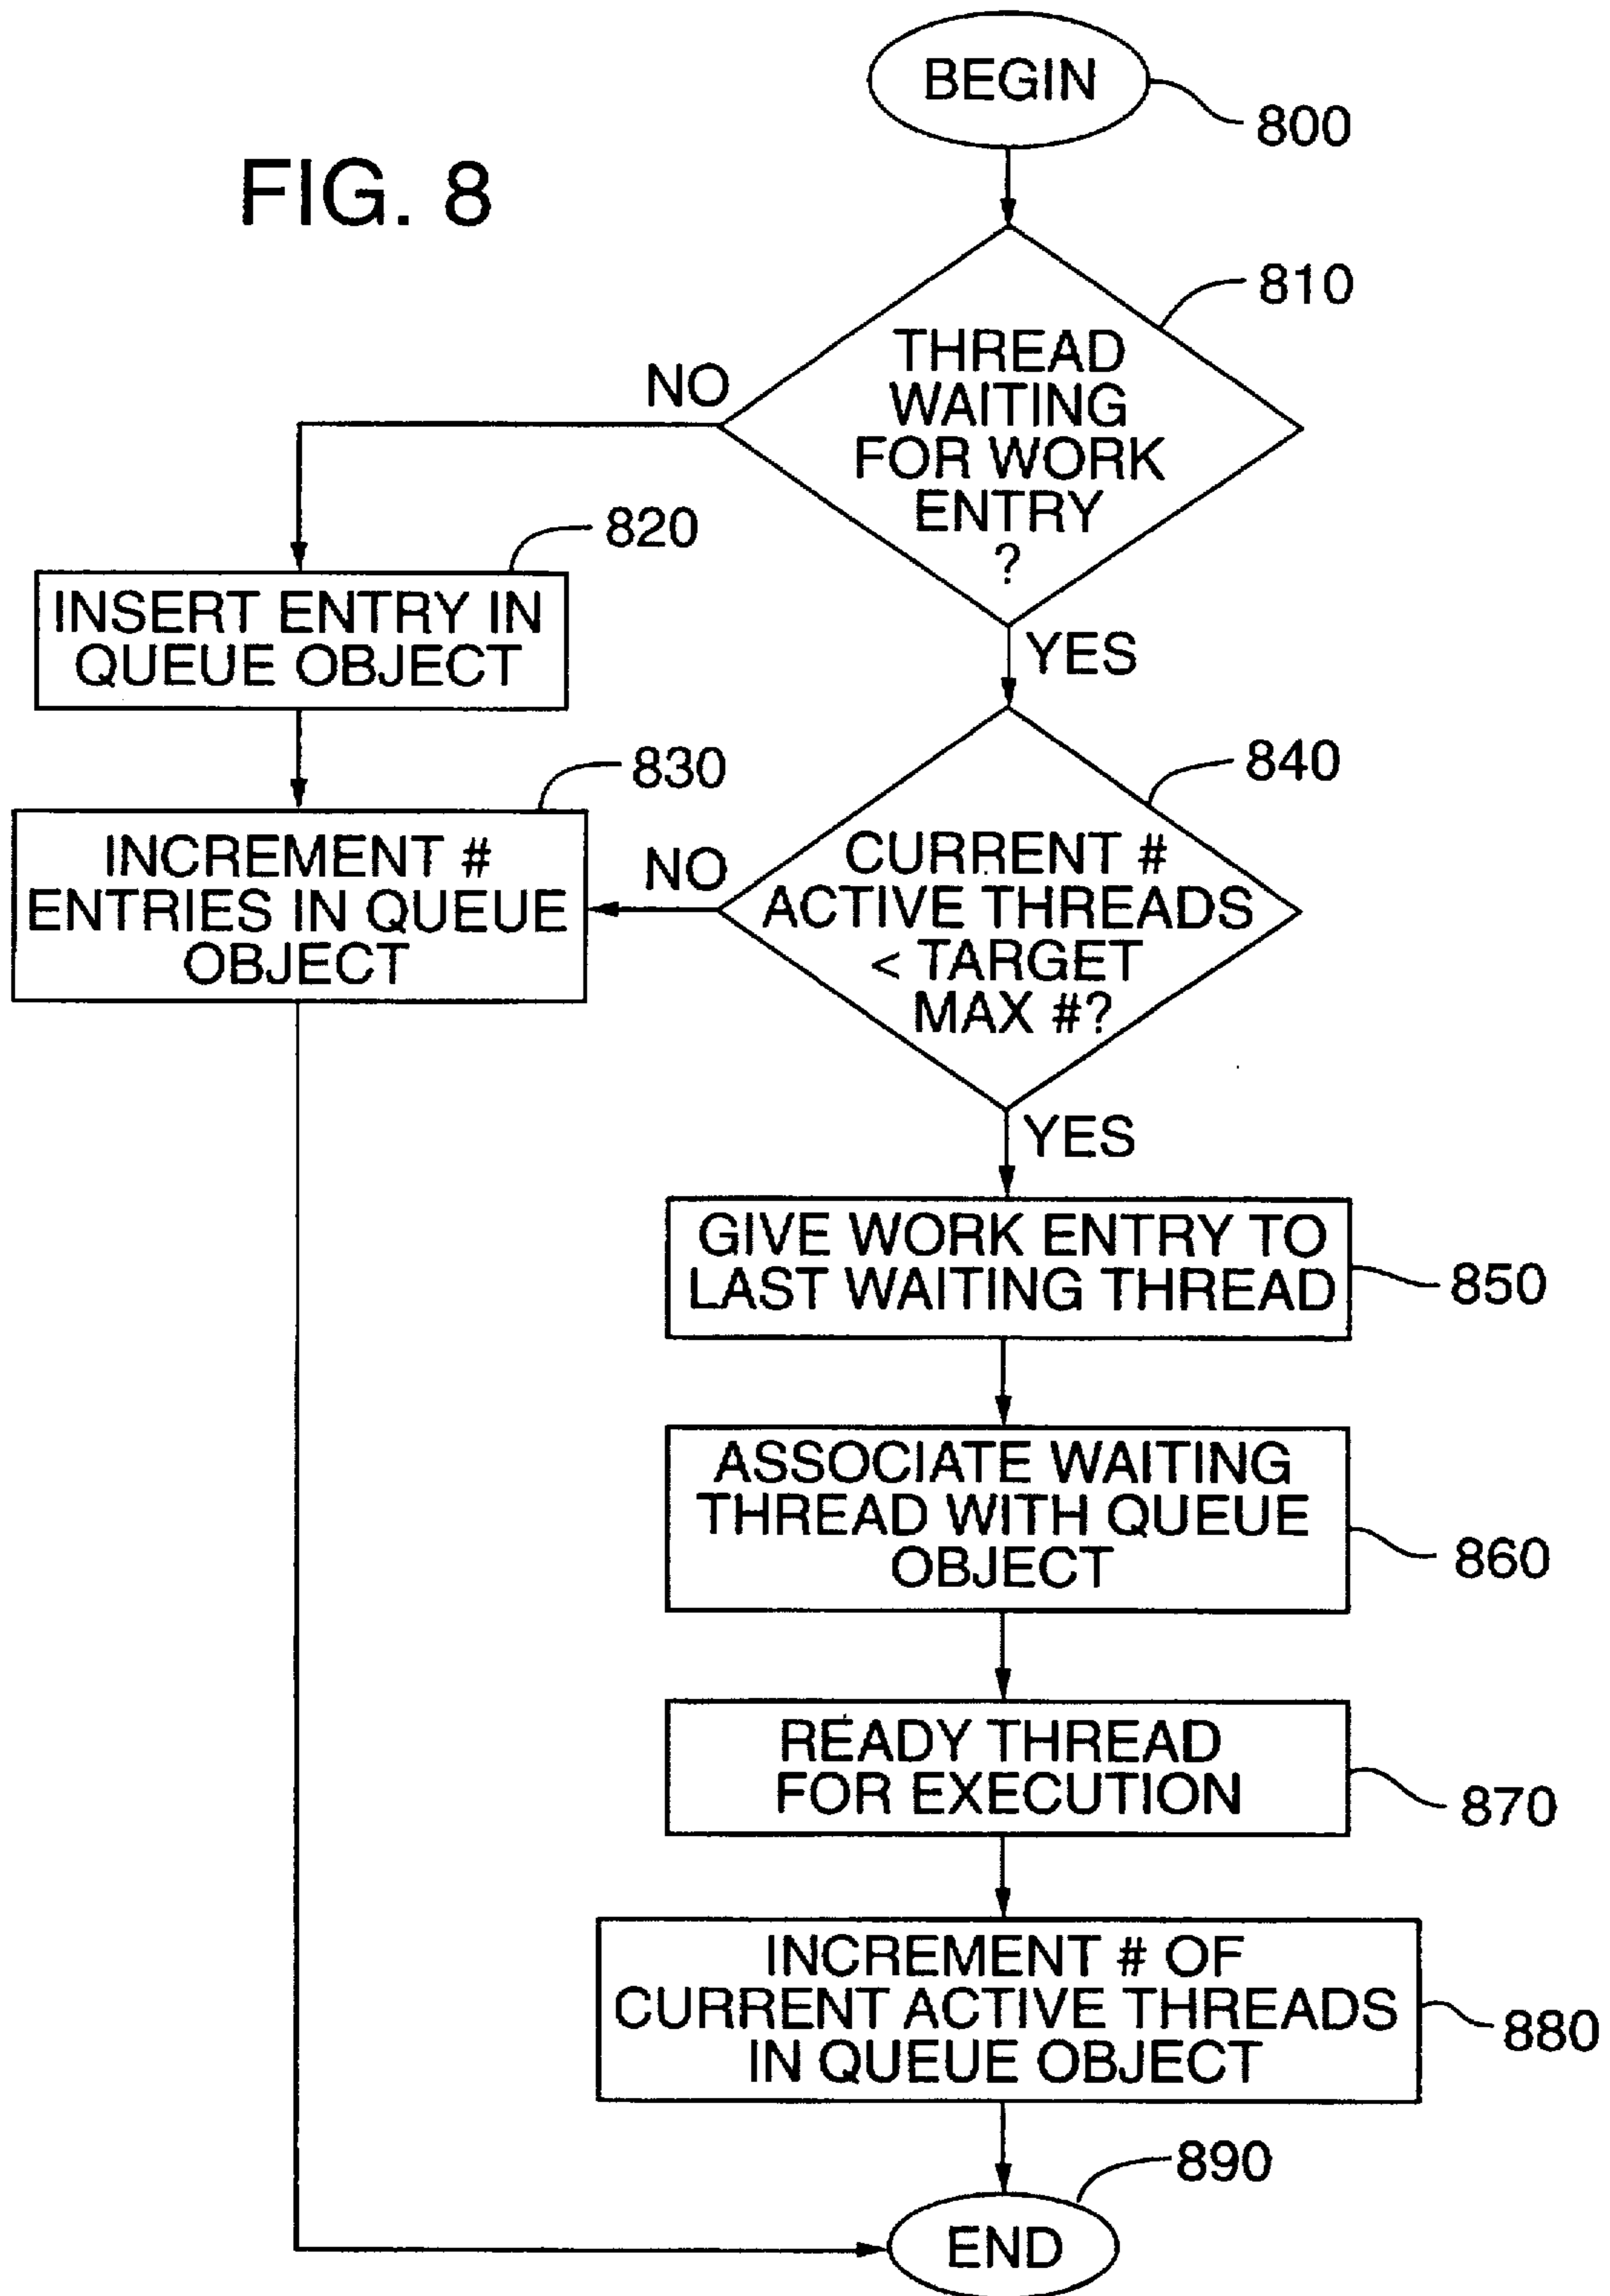 BEGIN
800
FIG. 8
810
THREAD
WAITING
FOR WORK
ENTRY
?
NO
820
INSERT ENTRY IN
QUEUE OBJECT
YES
830
INCREMENT #
ENTRIES IN QUEUE
OBJECT
840
CURRENT #
ACTIVE THREADS
< TARGET
MAX #?
NO
YES
GIVE WORK ENTRY TO
LAST WAITING THREAD
850
ASSOCIATE WAITING
THREAD WITH QUEUE
OBJECT
860
READY THREAD
FOR EXECUTION
870
INCREMENT # OF
CURRENT ACTIVE THREADS
IN QUEUE OBJECT
880
890
END